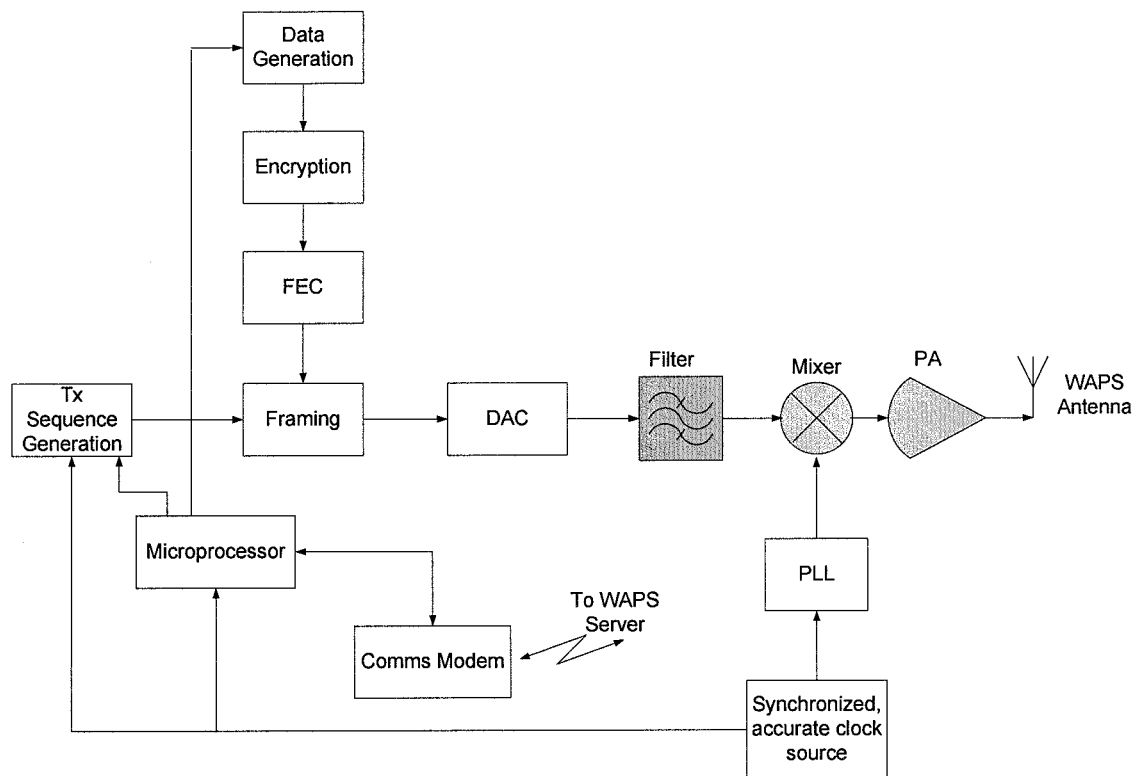 Data
Generation
Encryption
FEC
Filter
Mixer
PA
WAPS
Antenna
Tx
Sequence
Generation
Framing
DAC
Microprocessor
PLL
To WAPS
Server
Comms Modem
Synchronized,
accurate clock
source